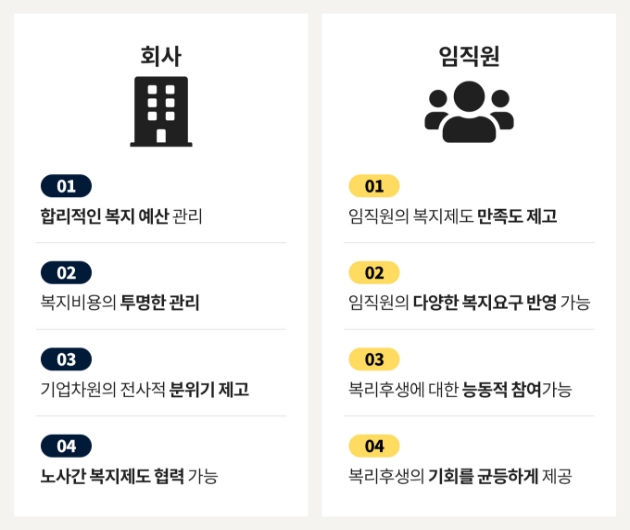 회사
01
합리적인 복지 예산 관리
02
복지비용의 투명한 관리
03
기업차원의 전사적 분위기 제고
04
노사간 복지제도 협력 가능
임직원
01
임직원의 복지제도 만족도 제고
02
임직원의 다양한 복지요구 반영 가능
03
복리후생에 대한 능동적 참여가능
04
복리후생의 기회를 균등하게 제공